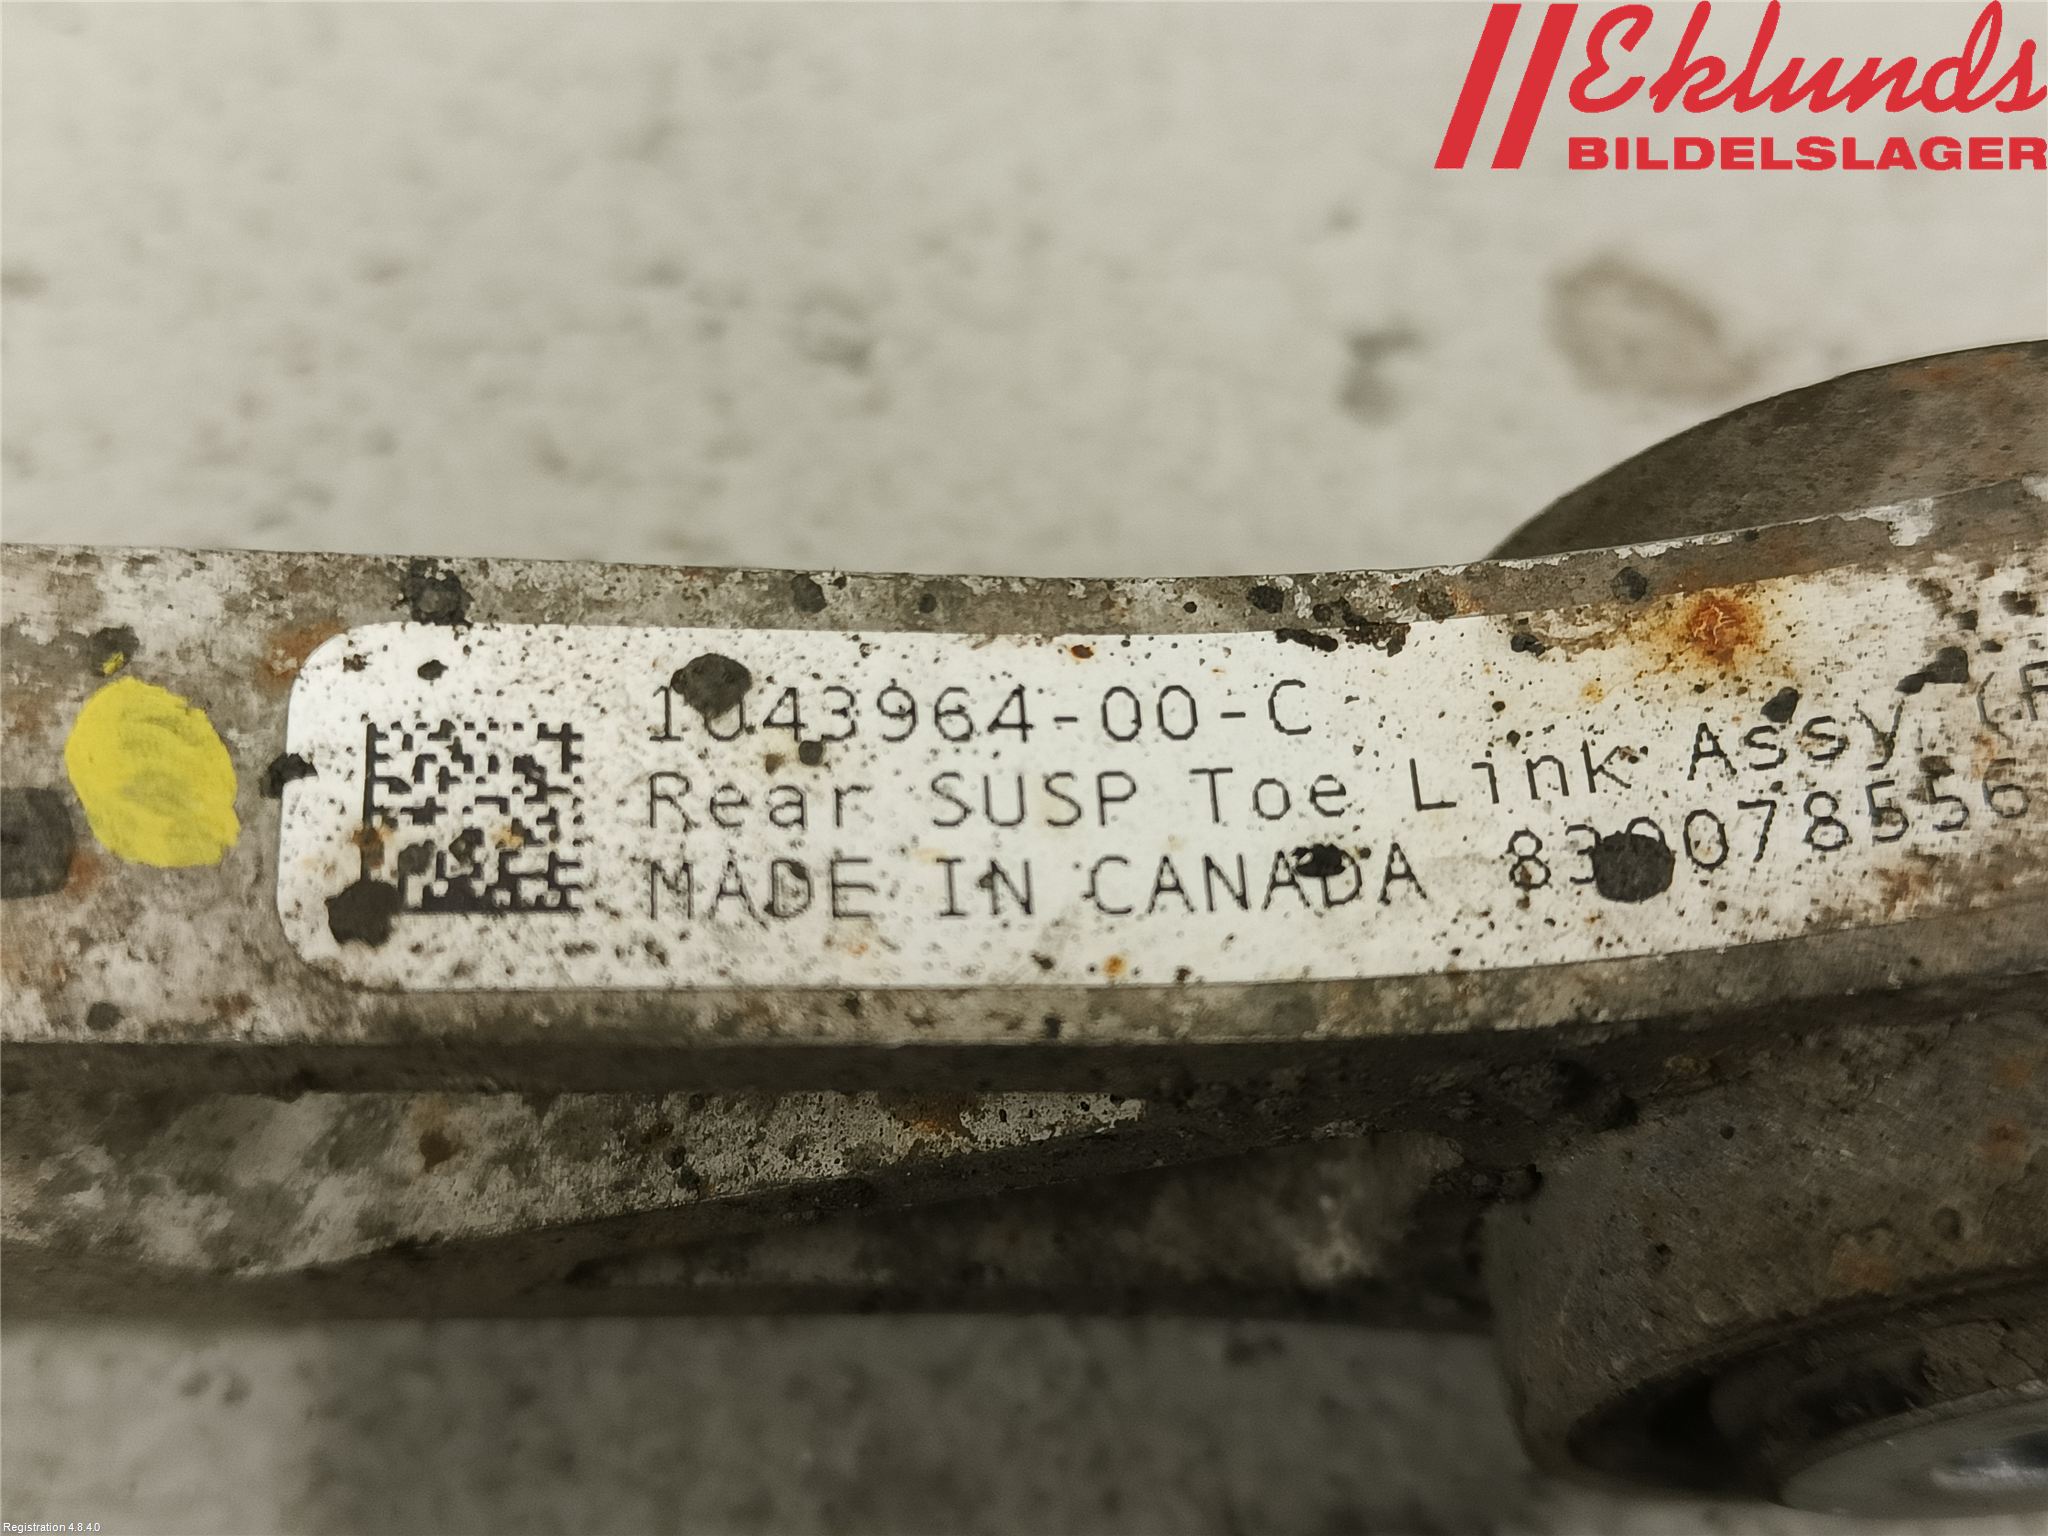 Eklunds
BILDELSLAGER
1043964-00-C
Rear SUSP Toe Link Assy (R
MADE IN CANADA
Registration 4.8.4.0